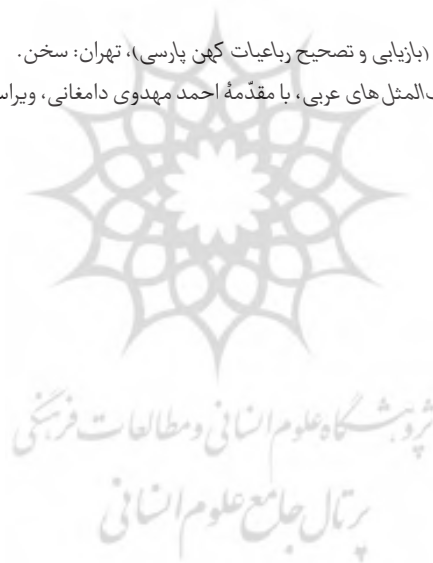 (بازیابی و تصحیح رباعیات کهن پارسی)، تهران: سخن.
المثل‌های عربی، با مقدّمهٔ احمد مهدوی دامغانی،
پژوهشگاه علوم انسانی و مطالعات فرهنگی
پرتال جامع علوم انسانی